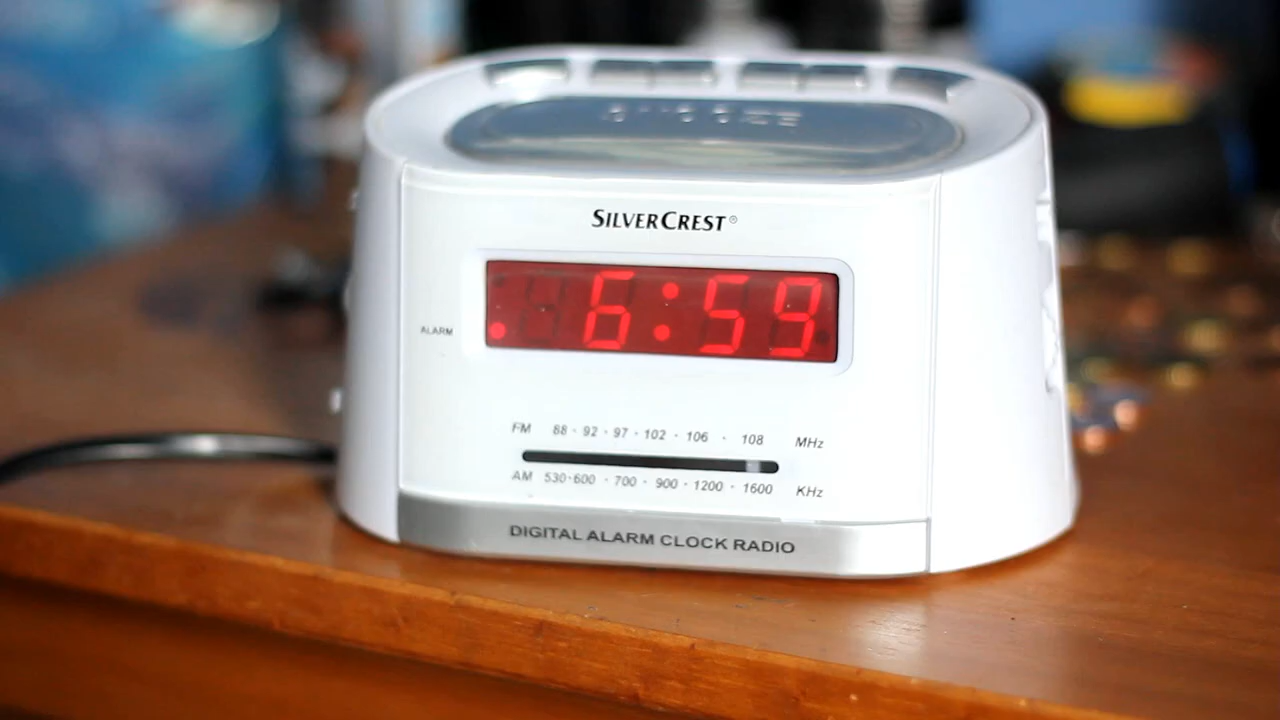 SNOOZE
SILVERCREST®
6:59
ALARM
FM 88 · 92 · 97 · 102 · 106 · 108 MHz
AM 530·600 · 700 · 900 · 1200 · 1600 KHz
DIGITAL ALARM CLOCK RADIO